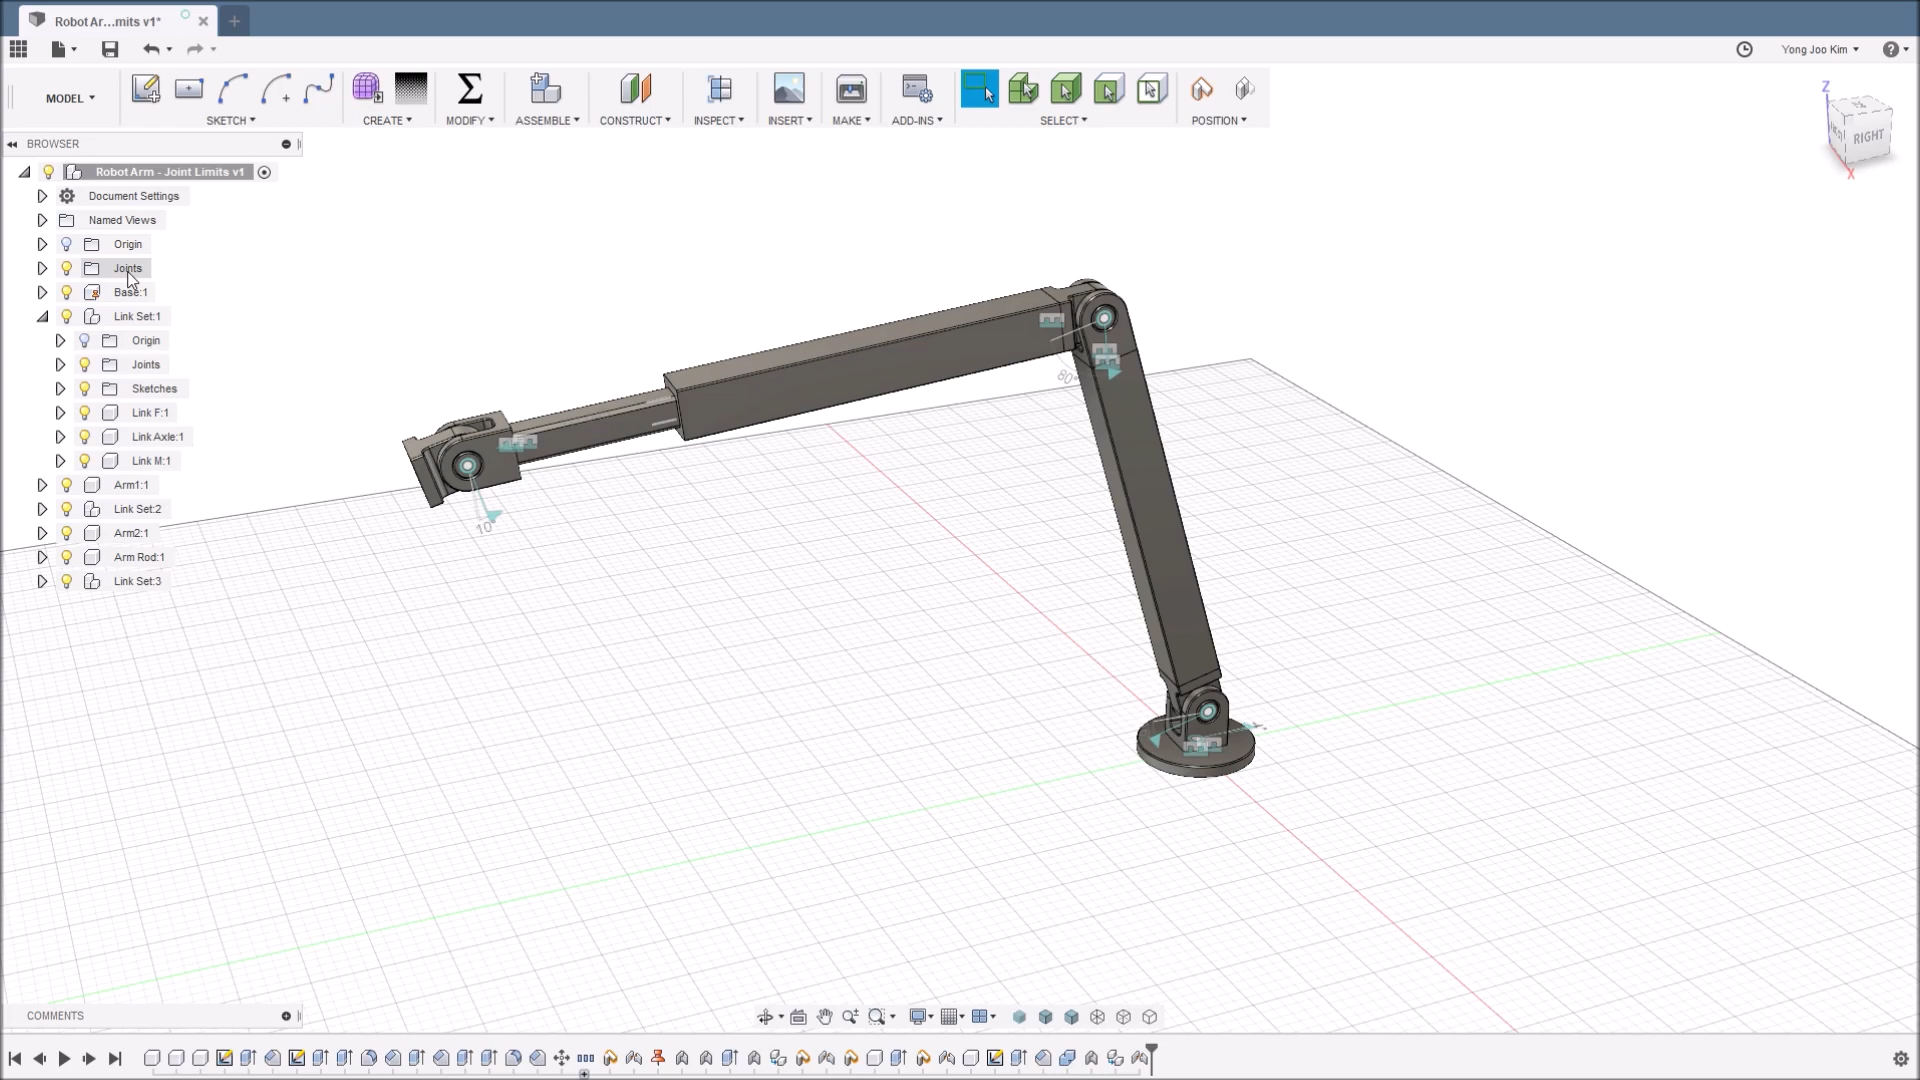 Robot Ar...mits v1*
Yong Joo Kim
MODEL
SKETCH
CREATE
MODIFY
ASSEMBLE
CONSTRUCT
INSPECT
INSERT
MAKE
ADD-INS
SELECT
POSITION
Z
RIGHT
X
BROWSER
Robot Arm - Joint Limits v1
Document Settings
Named Views
Origin
Joints
Base:1
Link Set:1
Origin
Joints
Sketches
Link F:1
Link Axle:1
Link M:1
Arm1:1
Link Set:2
Arm2:1
Arm Rod:1
Link Set:3
80°
10°
COMMENTS